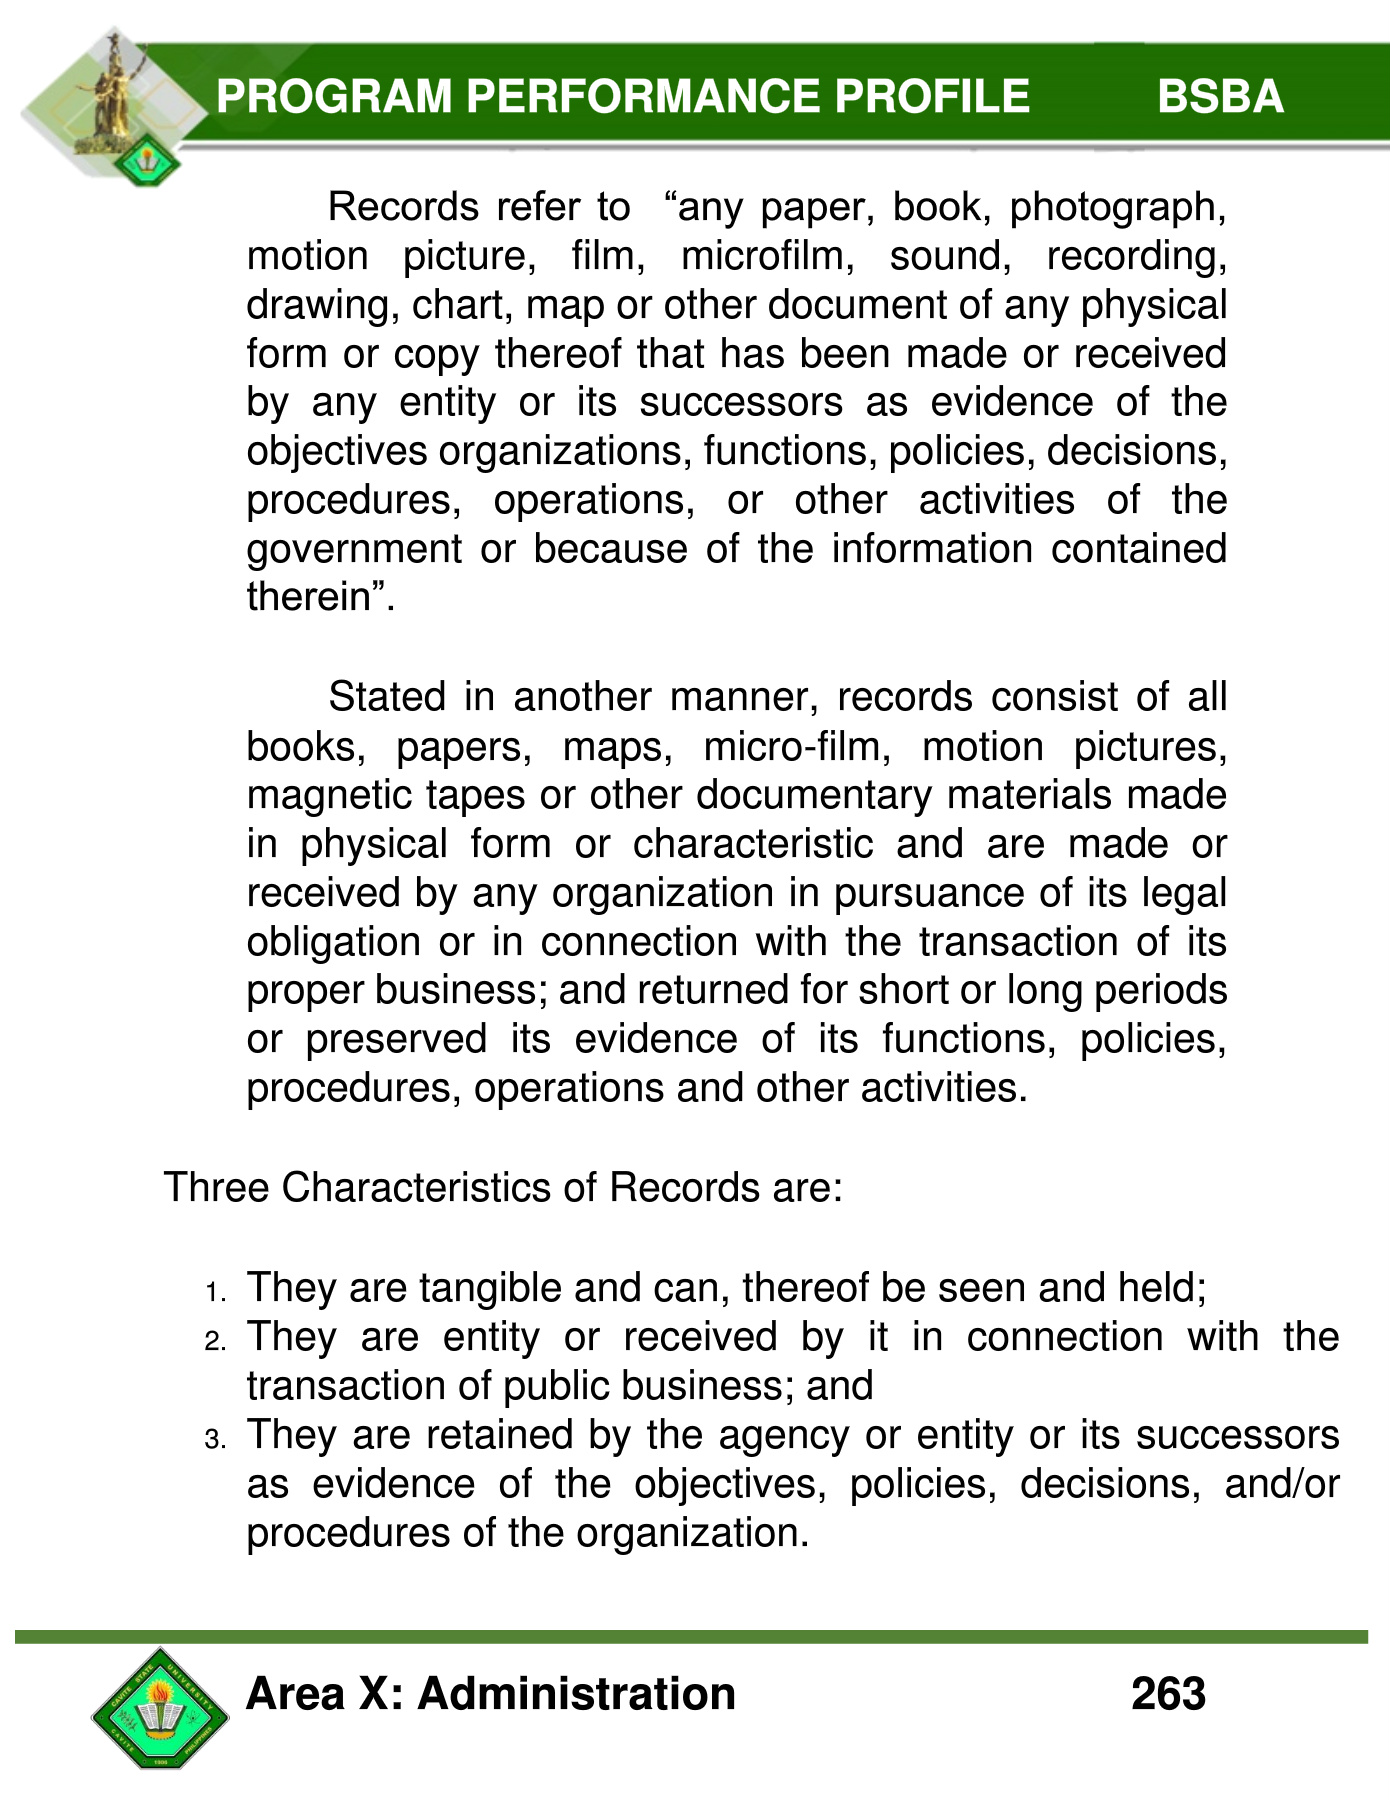 PROGRAM PERFORMANCE PROFILE BSBA
Records refer to “any paper, book, photograph,
motion picture, film, microfilm, sound, recording,
drawing, chart, map or other document of any physical
form or copy thereof that has been made or received
by any entity or its successors as evidence of the
objectives organizations, functions, policies, decisions,
procedures, operations, or other activities of the
government or because of the information contained
therein”.
Stated in another manner, records consist of all
books, papers, maps, micro-film, motion pictures,
magnetic tapes or other documentary materials made
in physical form or characteristic and are made or
received by any organization in pursuance of its legal
obligation or in connection with the transaction of its
proper business; and returned for short or long periods
or preserved its evidence of its functions, policies,
procedures, operations and other activities.
Three Characteristics of Records are:
1. They are tangible and can, thereof be seen and held;
2. They are entity or received by it in connection with the
transaction of public business; and
3. They are retained by the agency or entity or its successors
as evidence of the objectives, policies, decisions, and/or
procedures of the organization.
CAVITE STATE UNIVERSITY
CAVITE PHILIPPINES
1906
Area X: Administration 263